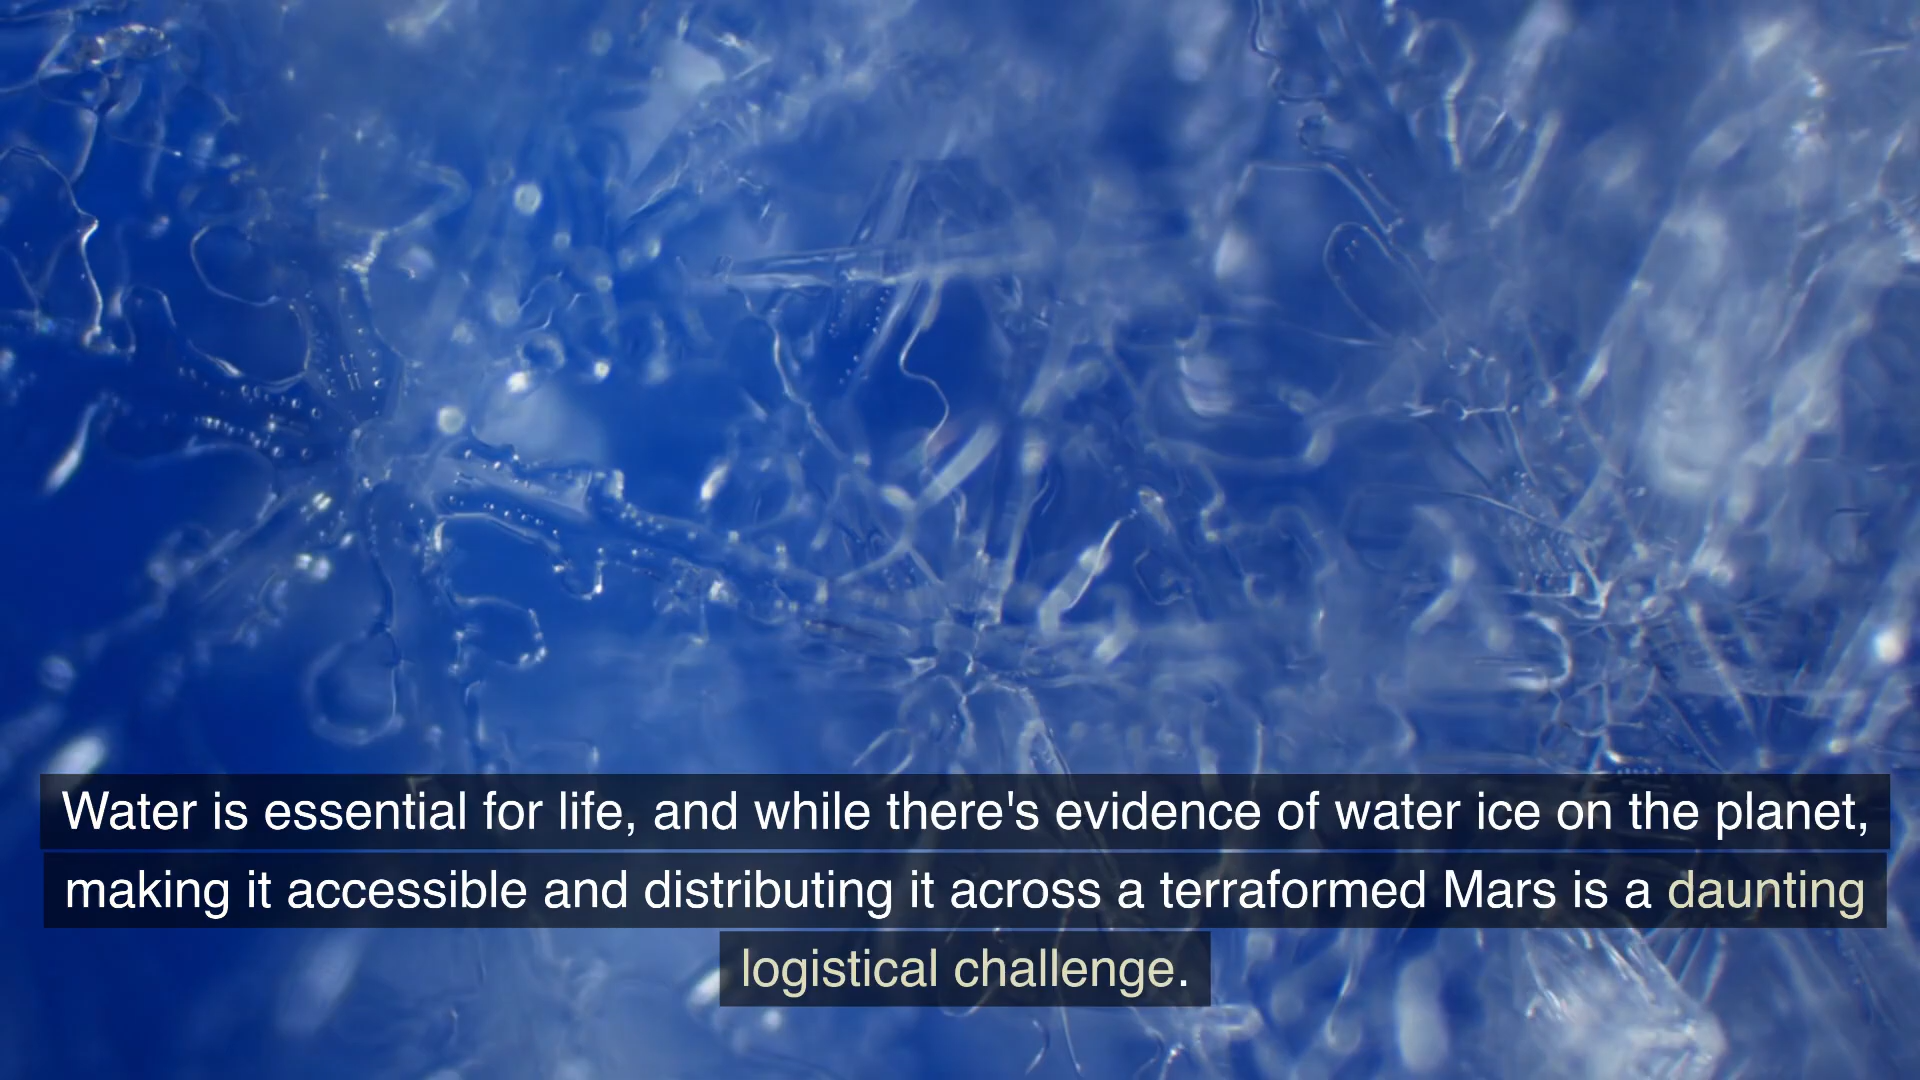 Water is essential for life, and while there's evidence of water ice on the planet,
making it accessible and distributing it across a terraformed Mars is a daunting
logistical challenge.